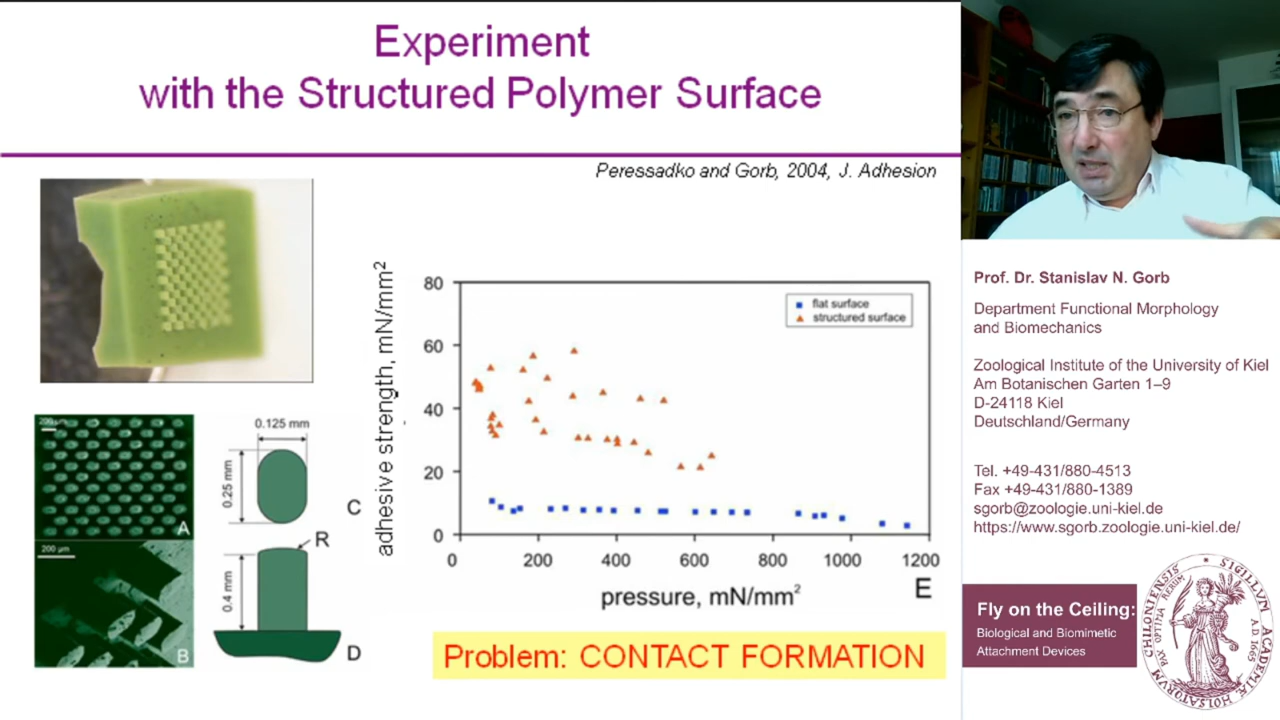 Experiment
with the Structured Polymer Surface
Peressadko and Gorb, 2004, J. Adhesion
200 µm
A
200 µm
B
0.125 mm
0.25 mm
C
R
0.4 mm
D
adhesive strength, mN/mm²
80
60
40
20
0
flat surface
structured surface
0 200 400 600 800 1000 1200
pressure, mN/mm²
E
Problem: CONTACT FORMATION
Prof. Dr. Stanislav N. Gorb
Department Functional Morphology
and Biomechanics
Zoological Institute of the University of Kiel
Am Botanischen Garten 1–9
D-24118 Kiel
Deutschland/Germany
Tel. +49-431/880-4513
Fax +49-431/880-1389
sgorb@zoologie.uni-kiel.de
https://www.sgorb.zoologie.uni-kiel.de/
Fly on the Ceiling:
Biological and Biomimetic
Attachment Devices
SIGILLVM ACADEMIAE HOLSATORVM CHILONIENSIS
A.D. 1665
PAX OPTIMA RERUM